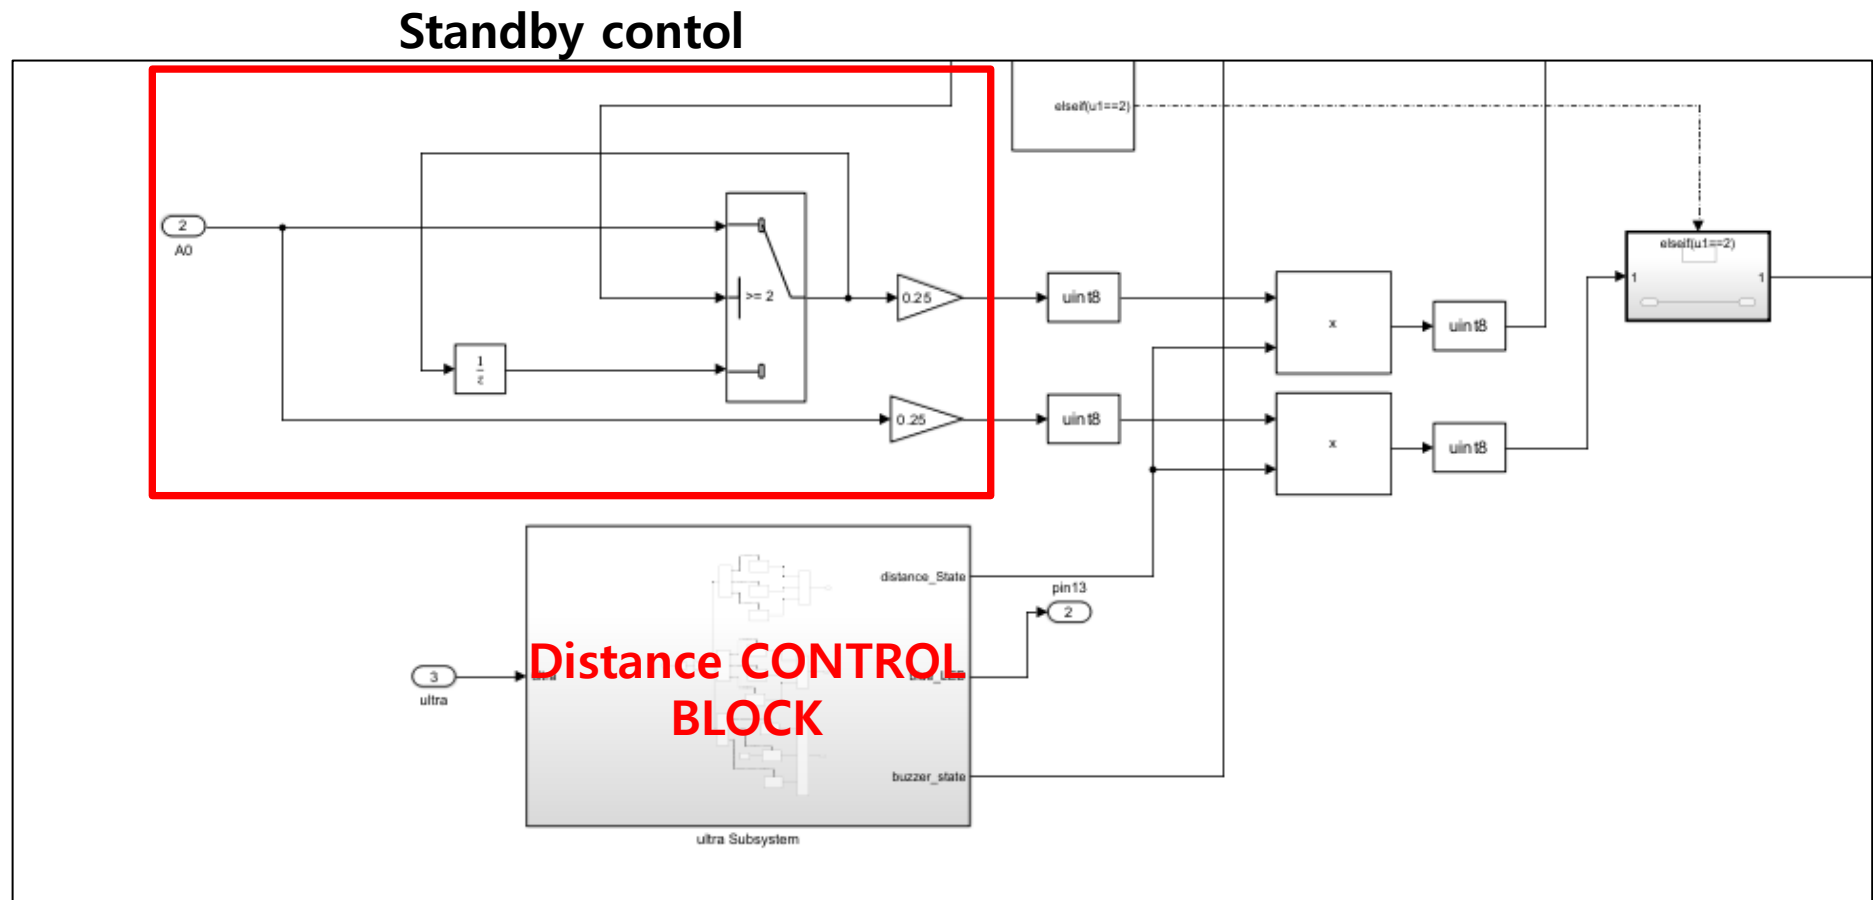 Standby contol
elseif(u1==2)
2
A0
>= 2
0.25
uint8
x
uint8
elseif(u1==2)
1
1
1
z
0.25
uint8
x
uint8
distance_State
pin13
2
3
ultra
Distance CONTROL
BLOCK
buzzer_state
ultra Subsystem